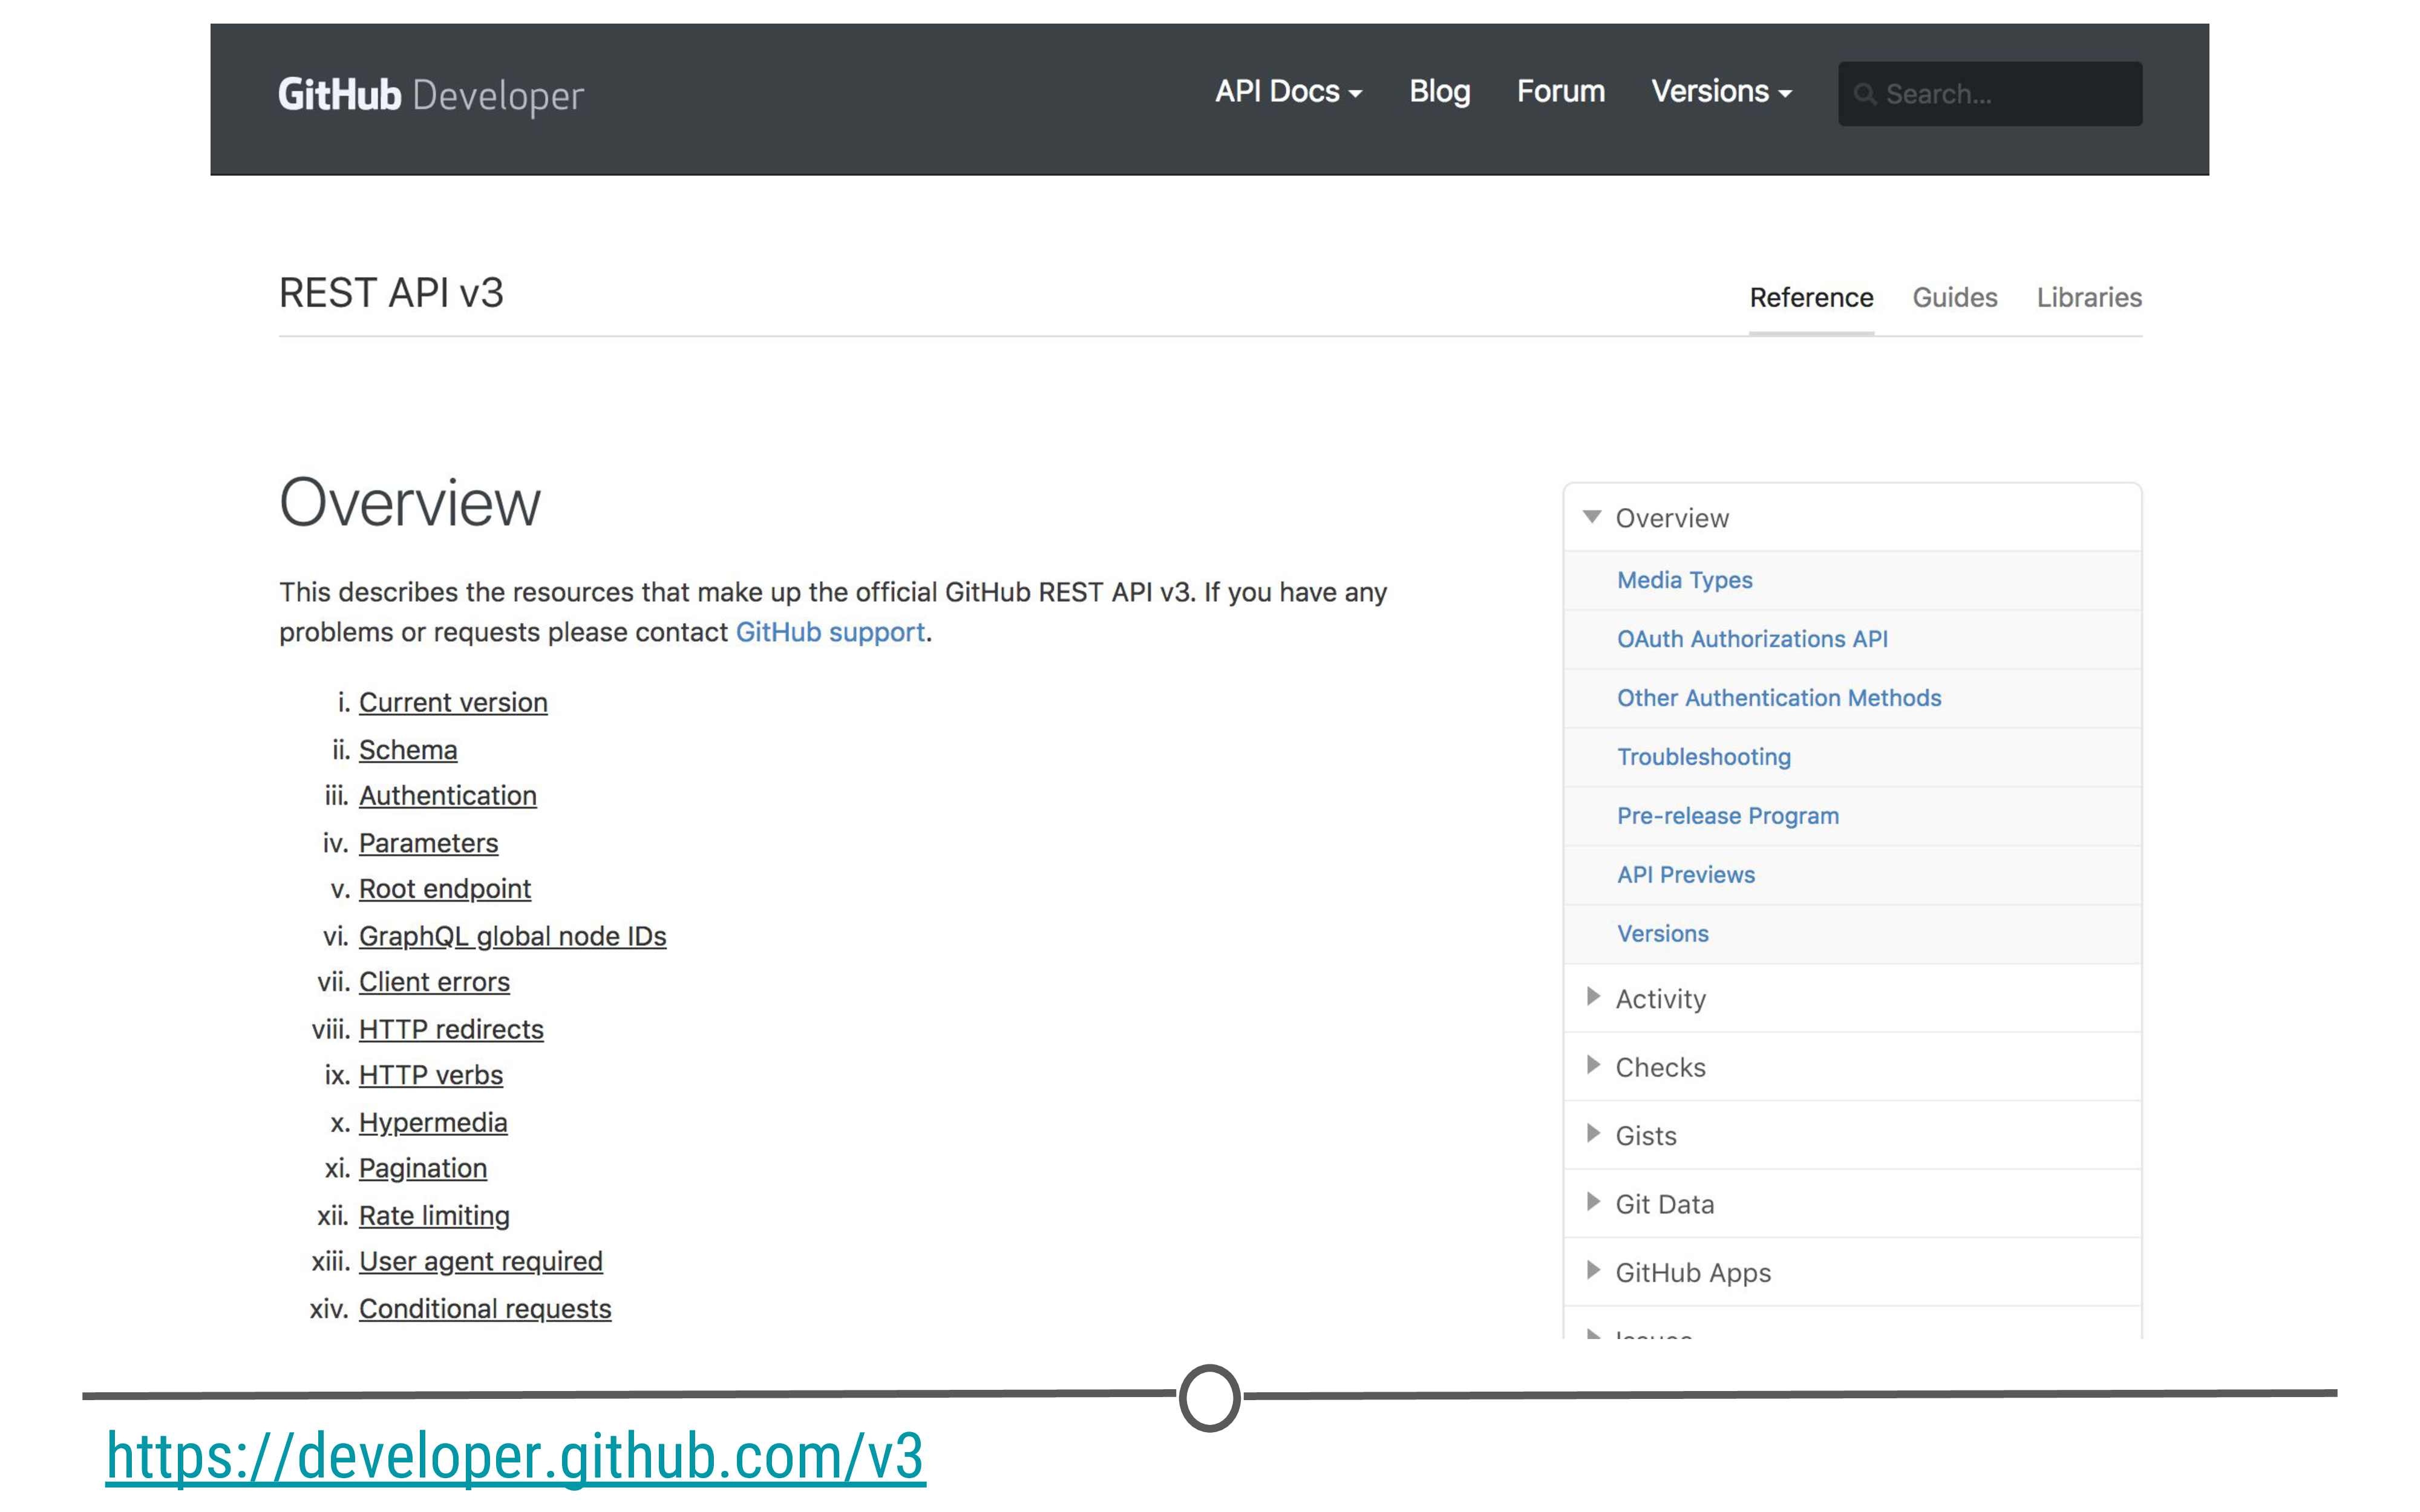 GitHub Developer
API Docs Blog Forum Versions Search...
REST API v3
Reference Guides Libraries
Overview
This describes the resources that make up the official GitHub REST API v3. If you have any
problems or requests please contact GitHub support.
i. Current version
ii. Schema
iii. Authentication
iv. Parameters
v. Root endpoint
vi. GraphQL global node IDs
vii. Client errors
viii. HTTP redirects
ix. HTTP verbs
x. Hypermedia
xi. Pagination
xii. Rate limiting
xiii. User agent required
xiv. Conditional requests
Overview
Media Types
OAuth Authorizations API
Other Authentication Methods
Troubleshooting
Pre-release Program
API Previews
Versions
Activity
Checks
Gists
Git Data
GitHub Apps
Issues
https://developer.github.com/v3